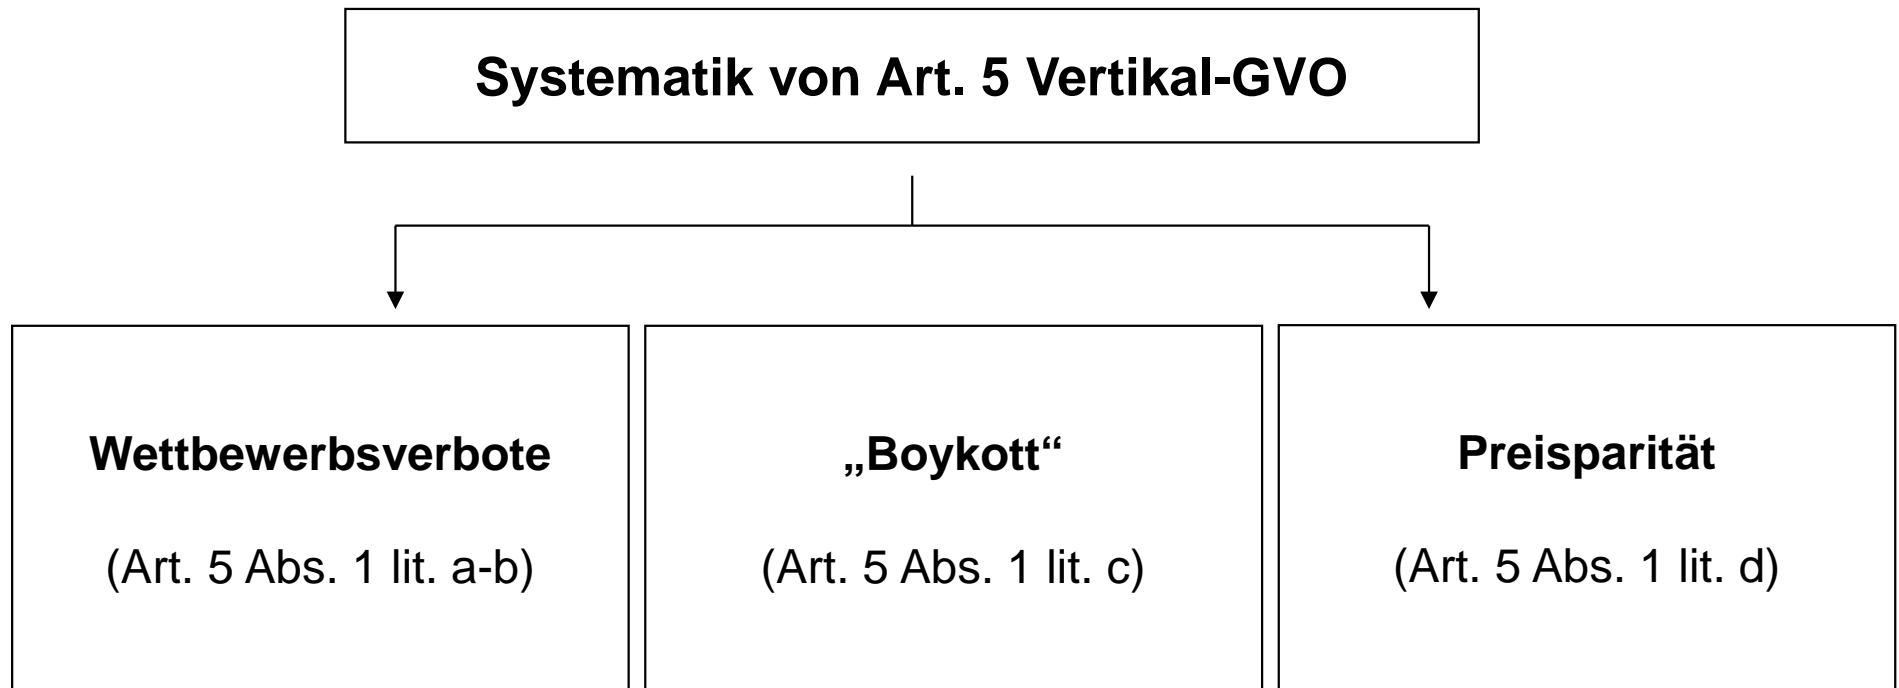 Systematik von Art. 5 Vertikal-GVO
Wettbewerbsverbote
(Art. 5 Abs. 1 lit. a-b)
„Boykott“
(Art. 5 Abs. 1 lit. c)
Preisparität
(Art. 5 Abs. 1 lit. d)